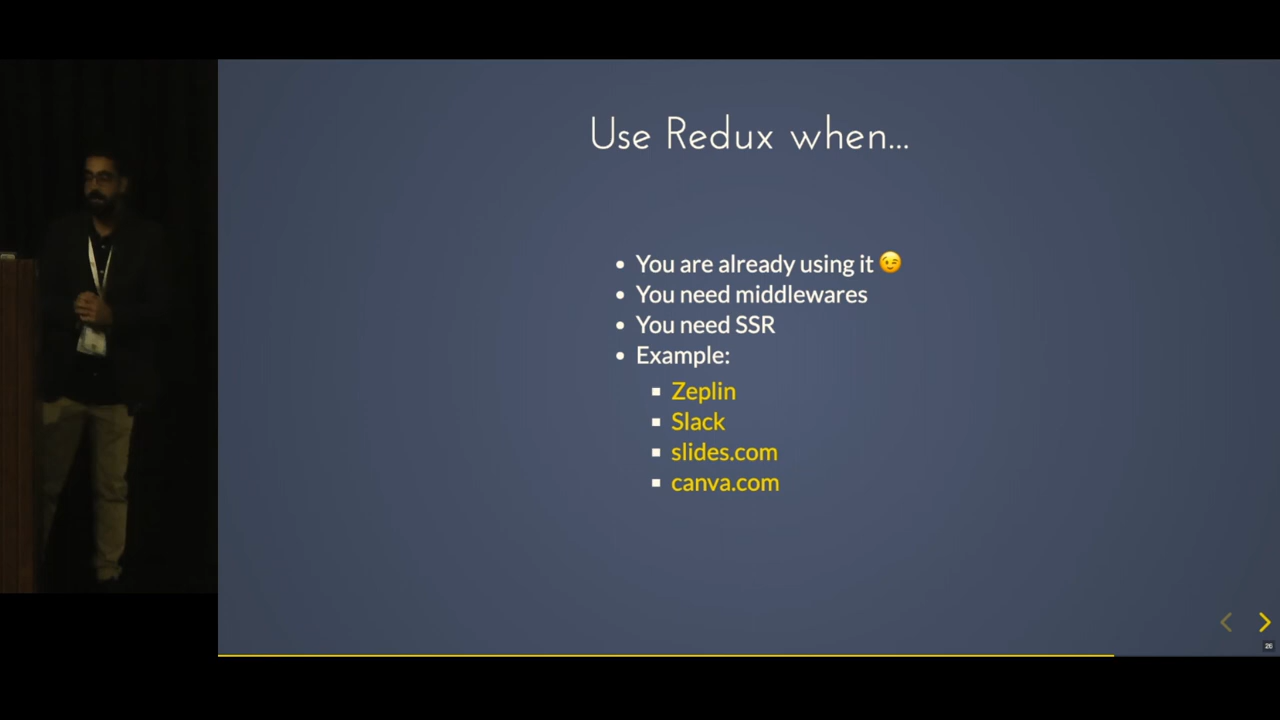 Use Redux when...
You are already using it 😉
You need middlewares
You need SSR
Example:
Zeplin
Slack
slides.com
canva.com
26